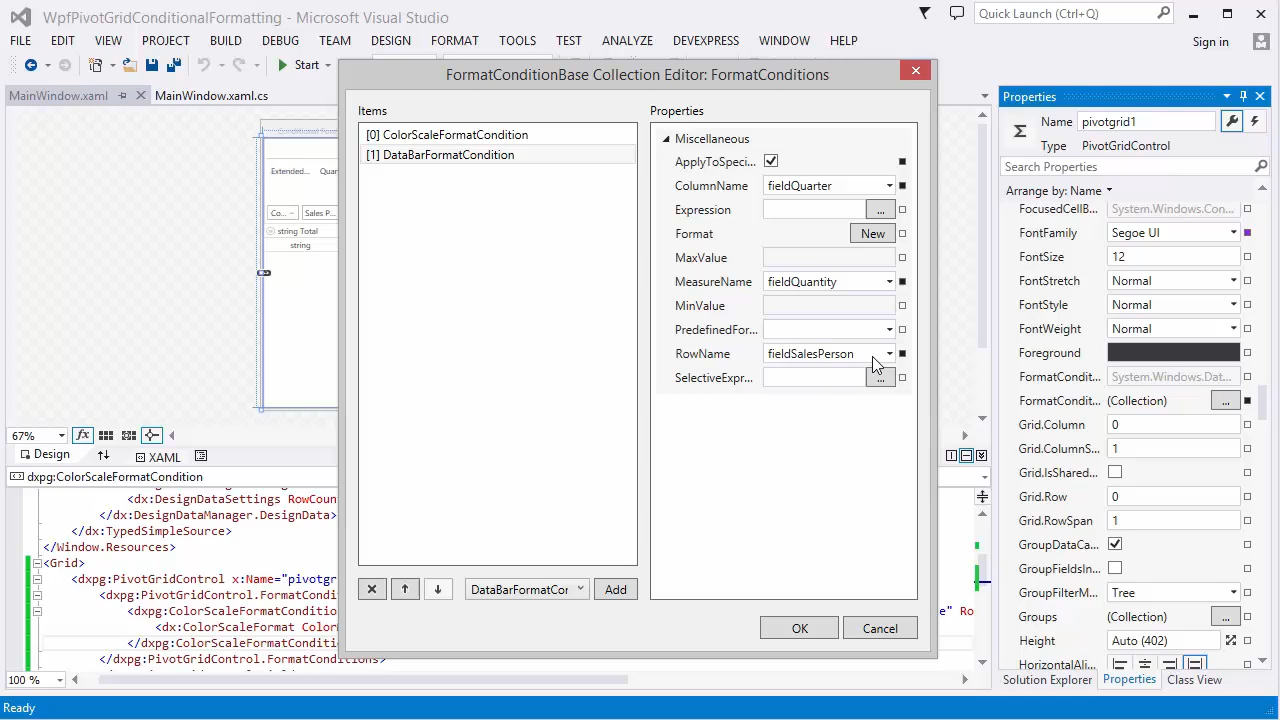 WpfPivotGridConditionalFormatting - Microsoft Visual Studio
Quick Launch (Ctrl+Q)
FILE EDIT VIEW PROJECT BUILD DEBUG TEAM DESIGN FORMAT TOOLS TEST ANALYZE DEVEXPRESS WINDOW HELP
Sign in
Start
MainWindow.xaml
MainWindow.xaml.cs
Extended... Quar
Co... Sales P...
string Total
string
67%
Design
XAML
dxpg:ColorScaleFormatCondition
<dx:DesignDataSettings RowCount
</dx:DesignDataManager.DesignData>
</dx:TypedSimpleSource>
</Window.Resources>
<Grid>
<dxpg:PivotGridControl x:Name="pivotgr
<dxpg:PivotGridControl.FormatCondi
<dxpg:ColorScaleFormatConditio
e" Ro
<dx:ColorScaleFormat Color
</dxpg:ColorScaleFormatConditi
</dxpg:PivotGridControl.FormatConditions>
100 %
Ready
FormatConditionBase Collection Editor: FormatConditions
Items
[0] ColorScaleFormatCondition
[1] DataBarFormatCondition
DataBarFormatCor
Add
Properties
Miscellaneous
ApplyToSpeci...
ColumnName fieldQuarter
Expression ...
Format New
MaxValue
MeasureName fieldQuantity
MinValue
PredefinedFor...
RowName fieldSalesPerson
SelectiveExpr... ...
OK
Cancel
Properties
Name pivotgrid1
Type PivotGridControl
Search Properties
Arrange by: Name
FocusedCellB... System.Windows.Con...
FontFamily Segoe UI
FontSize 12
FontStretch Normal
FontStyle Normal
FontWeight Normal
Foreground
FormatCondit... System.Windows.Dat...
FormatCondit... (Collection) ...
Grid.Column 0
Grid.ColumnS... 1
Grid.IsShared...
Grid.Row 0
Grid.RowSpan 1
GroupDataCa...
GroupFieldsIn...
GroupFilterM... Tree
Groups (Collection) ...
Height Auto (402)
HorizontalAli...
Solution Explorer Properties Class View